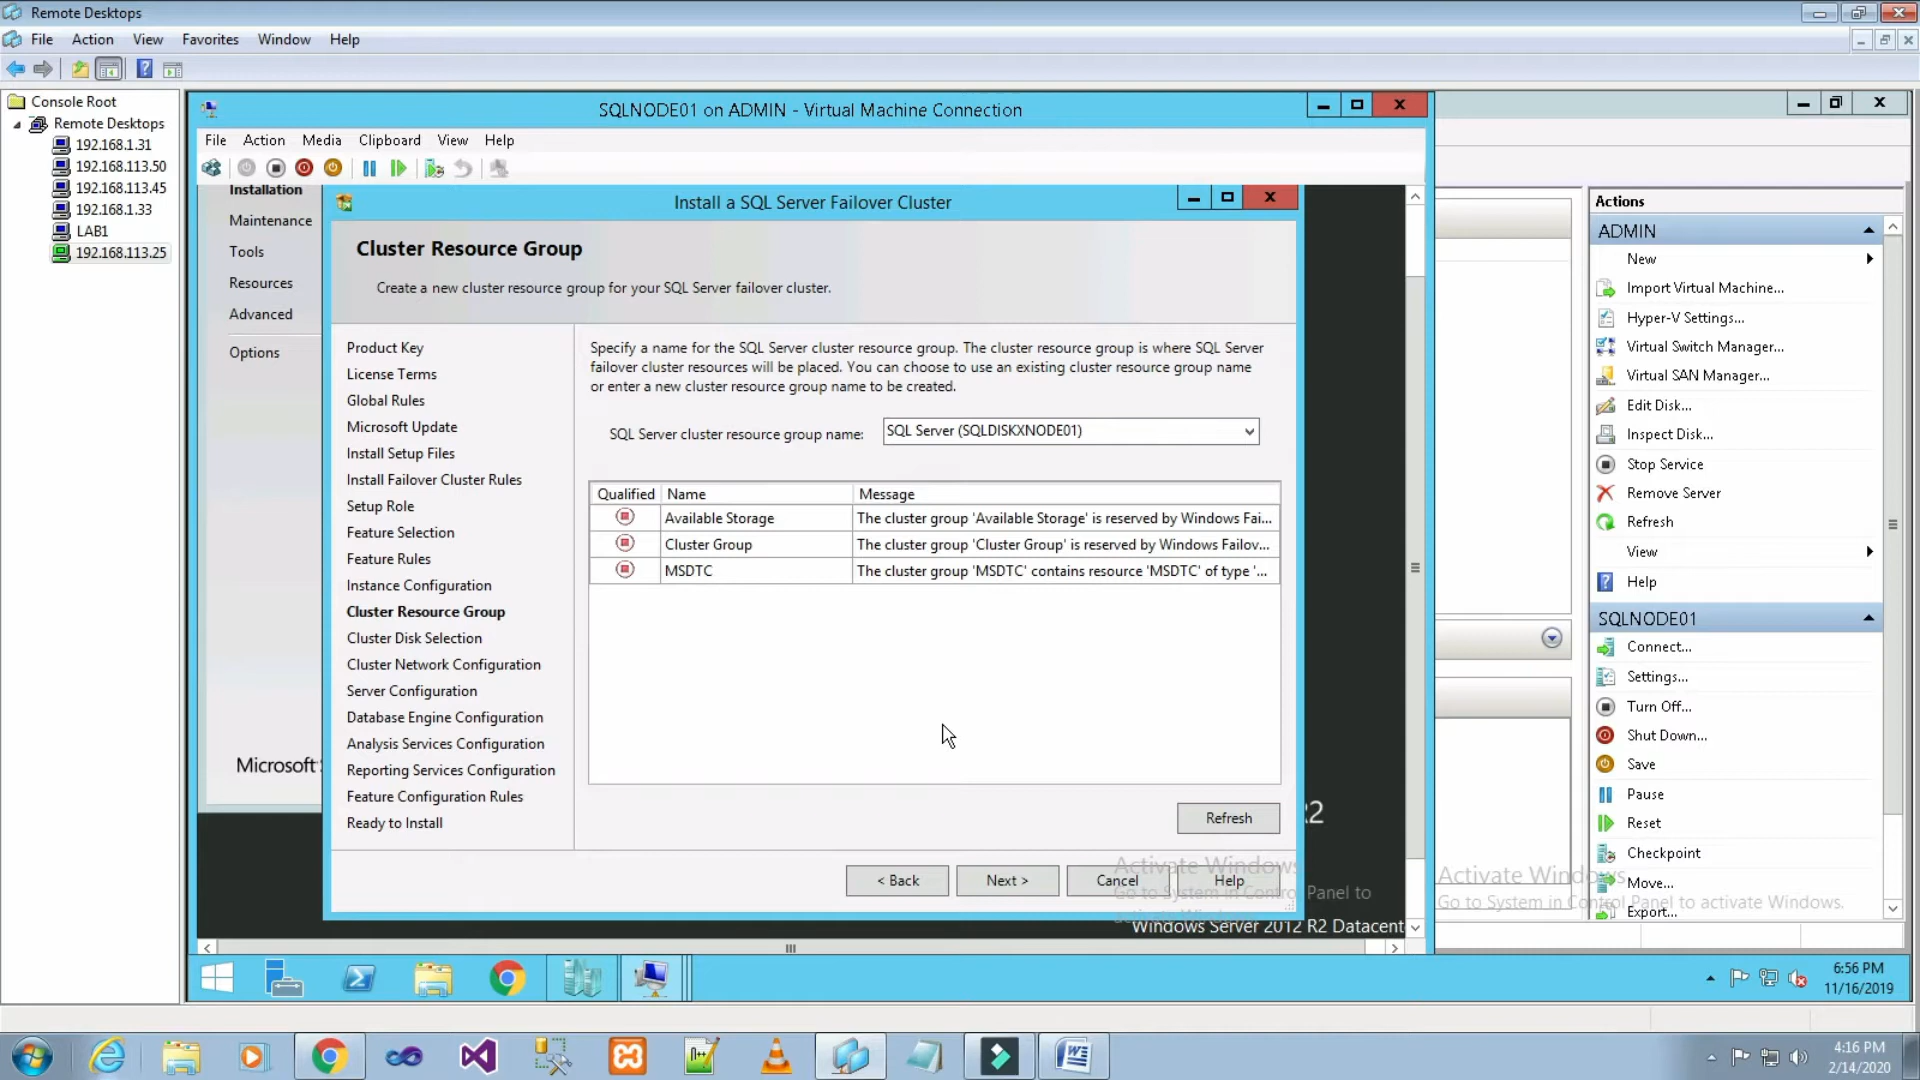 Remote Desktops
File Action View Favorites Window Help
Console Root
Remote Desktops
192.168.1.31
192.168.113.50
192.168.113.45
192.168.1.33
LAB1
192.168.113.25
SQLNODE01 on ADMIN - Virtual Machine Connection
File Action Media Clipboard View Help
Installation
Maintenance
Tools
Resources
Advanced
Options
Microsoft
Install a SQL Server Failover Cluster
Cluster Resource Group
Create a new cluster resource group for your SQL Server failover cluster.
Product Key
License Terms
Global Rules
Microsoft Update
Install Setup Files
Install Failover Cluster Rules
Setup Role
Feature Selection
Feature Rules
Instance Configuration
Cluster Resource Group
Cluster Disk Selection
Cluster Network Configuration
Server Configuration
Database Engine Configuration
Analysis Services Configuration
Reporting Services Configuration
Feature Configuration Rules
Ready to Install
Specify a name for the SQL Server cluster resource group. The cluster resource group is where SQL Server
failover cluster resources will be placed. You can choose to use an existing cluster resource group name
or enter a new cluster resource group name to be created.
SQL Server cluster resource group name: SQL Server (SQLDISKXNODE01)
Qualified Name Message
Available Storage The cluster group 'Available Storage' is reserved by Windows Fai...
Cluster Group The cluster group 'Cluster Group' is reserved by Windows Failov...
MSDTC The cluster group 'MSDTC' contains resource 'MSDTC' of type '...
Refresh
< Back Next > Cancel Help
R2
Activate Windows
Go to System in Control Panel to
activate Windows.
Windows Server 2012 R2 Datacent
Actions
ADMIN
New
Import Virtual Machine...
Hyper-V Settings...
Virtual Switch Manager...
Virtual SAN Manager...
Edit Disk...
Inspect Disk...
Stop Service
Remove Server
Refresh
View
Help
SQLNODE01
Connect...
Settings...
Turn Off...
Shut Down...
Save
Pause
Reset
Checkpoint
Move...
Export...
Activate Windows
Go to System in Control Panel to activate Windows.
6:56 PM
11/16/2019
4:16 PM
2/14/2020